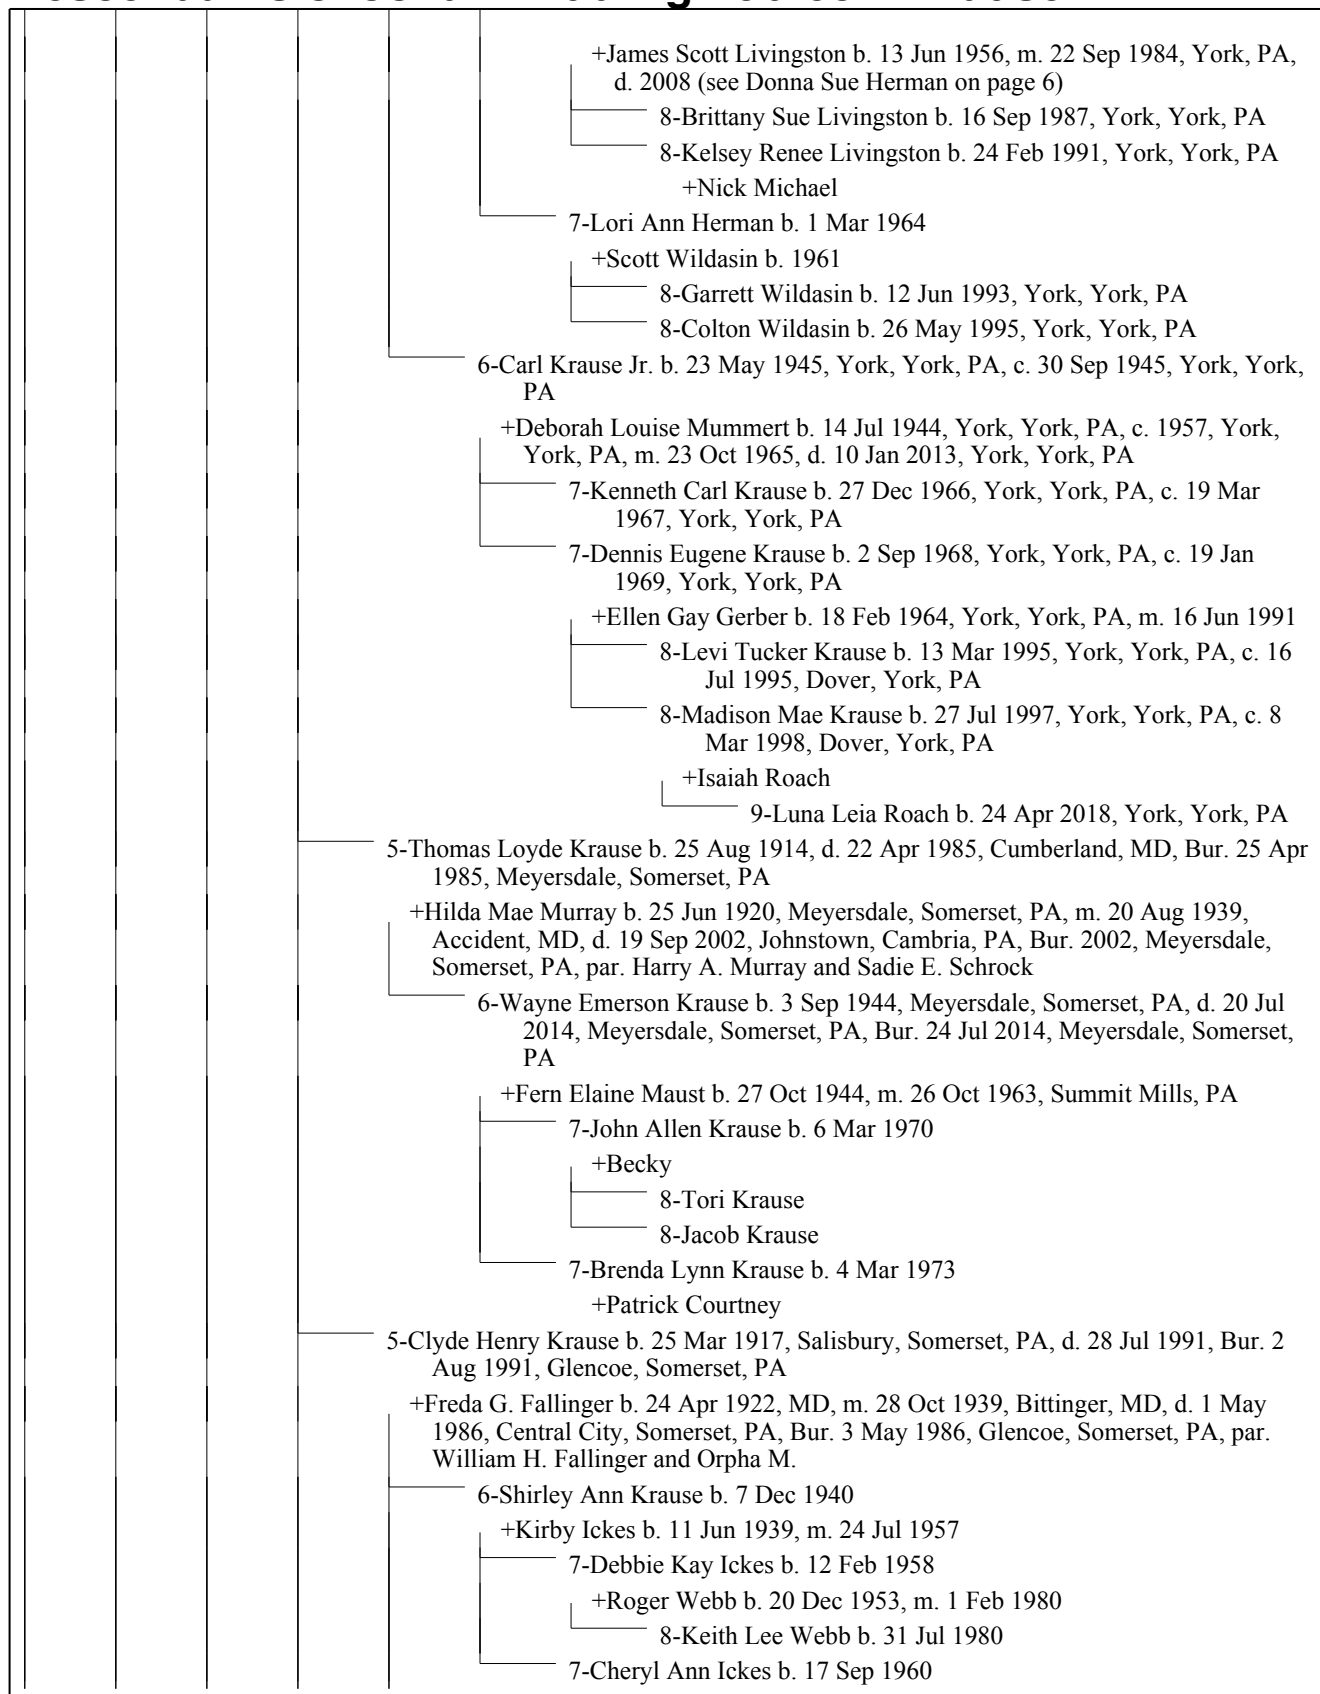 +James Scott Livingston b. 13 Jun 1956, m. 22 Sep 1984, York, PA,
d. 2008 (see Donna Sue Herman on page 6)
8-Brittany Sue Livingston b. 16 Sep 1987, York, York, PA
8-Kelsey Renee Livingston b. 24 Feb 1991, York, York, PA
+Nick Michael
7-Lori Ann Herman b. 1 Mar 1964
+Scott Wildasin b. 1961
8-Garrett Wildasin b. 12 Jun 1993, York, York, PA
8-Colton Wildasin b. 26 May 1995, York, York, PA
6-Carl Krause Jr. b. 23 May 1945, York, York, PA, c. 30 Sep 1945, York, York,
PA
+Deborah Louise Mummert b. 14 Jul 1944, York, York, PA, c. 1957, York,
York, PA, m. 23 Oct 1965, d. 10 Jan 2013, York, York, PA
7-Kenneth Carl Krause b. 27 Dec 1966, York, York, PA, c. 19 Mar
1967, York, York, PA
7-Dennis Eugene Krause b. 2 Sep 1968, York, York, PA, c. 19 Jan
1969, York, York, PA
+Ellen Gay Gerber b. 18 Feb 1964, York, York, PA, m. 16 Jun 1991
8-Levi Tucker Krause b. 13 Mar 1995, York, York, PA, c. 16
Jul 1995, Dover, York, PA
8-Madison Mae Krause b. 27 Jul 1997, York, York, PA, c. 8
Mar 1998, Dover, York, PA
+Isaiah Roach
9-Luna Leia Roach b. 24 Apr 2018, York, York, PA
5-Thomas Loyde Krause b. 25 Aug 1914, d. 22 Apr 1985, Cumberland, MD, Bur. 25 Apr
1985, Meyersdale, Somerset, PA
+Hilda Mae Murray b. 25 Jun 1920, Meyersdale, Somerset, PA, m. 20 Aug 1939,
Accident, MD, d. 19 Sep 2002, Johnstown, Cambria, PA, Bur. 2002, Meyersdale,
Somerset, PA, par. Harry A. Murray and Sadie E. Schrock
6-Wayne Emerson Krause b. 3 Sep 1944, Meyersdale, Somerset, PA, d. 20 Jul
2014, Meyersdale, Somerset, PA, Bur. 24 Jul 2014, Meyersdale, Somerset,
PA
+Fern Elaine Maust b. 27 Oct 1944, m. 26 Oct 1963, Summit Mills, PA
7-John Allen Krause b. 6 Mar 1970
+Becky
8-Tori Krause
8-Jacob Krause
7-Brenda Lynn Krause b. 4 Mar 1973
+Patrick Courtney
5-Clyde Henry Krause b. 25 Mar 1917, Salisbury, Somerset, PA, d. 28 Jul 1991, Bur. 2
Aug 1991, Glencoe, Somerset, PA
+Freda G. Fallinger b. 24 Apr 1922, MD, m. 28 Oct 1939, Bittinger, MD, d. 1 May
1986, Central City, Somerset, PA, Bur. 3 May 1986, Glencoe, Somerset, PA, par.
William H. Fallinger and Orpha M.
6-Shirley Ann Krause b. 7 Dec 1940
+Kirby Ickes b. 11 Jun 1939, m. 24 Jul 1957
7-Debbie Kay Ickes b. 12 Feb 1958
+Roger Webb b. 20 Dec 1953, m. 1 Feb 1980
8-Keith Lee Webb b. 31 Jul 1980
7-Cheryl Ann Ickes b. 17 Sep 1960